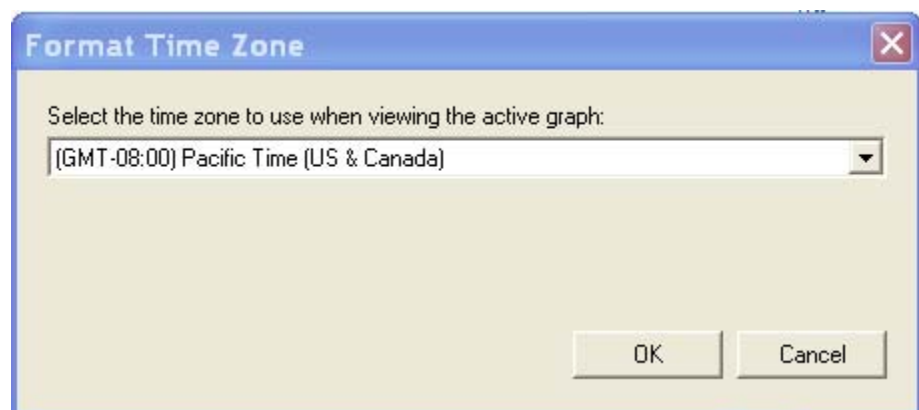 Format Time Zone
Select the time zone to use when viewing the active graph:
(GMT-08:00) Pacific Time (US & Canada)
OK Cancel